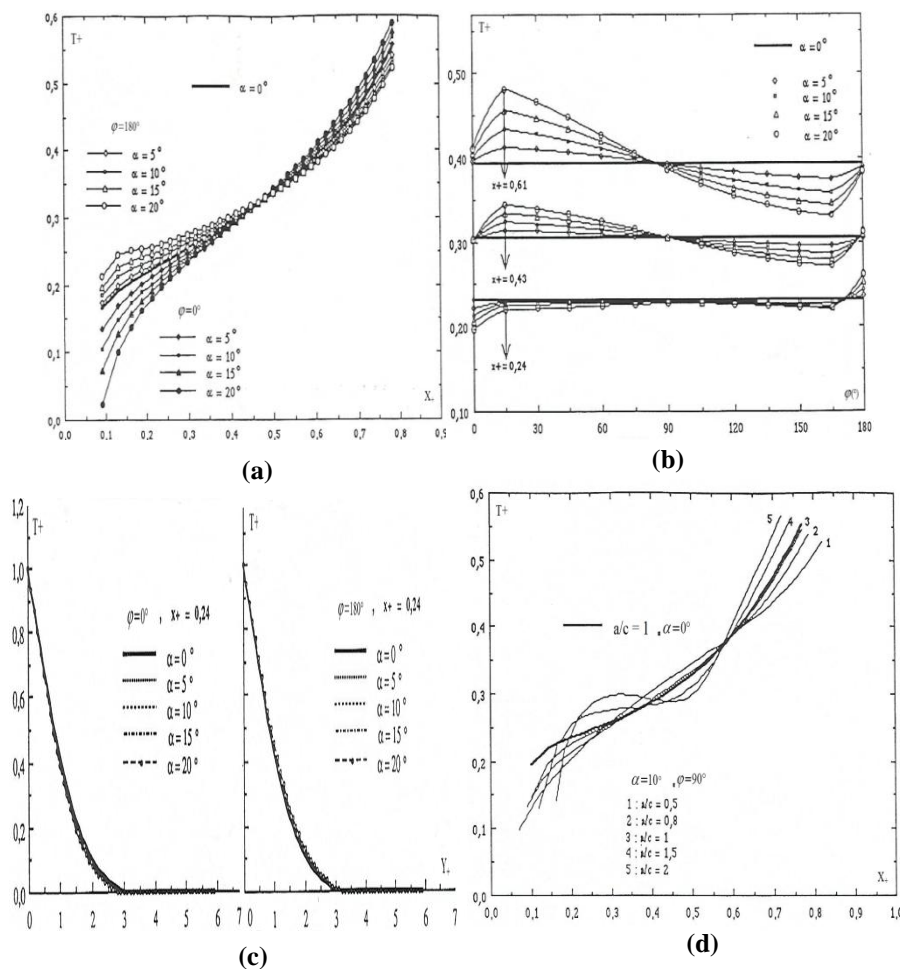 T+
0,6
0,5
0,4
0,3
0,2
0,1
0,0
α = 0°
φ=180°
α = 5°
α = 10°
α = 15°
α = 20°
φ=0°
α = 5°
α = 10°
α = 15°
α = 20°
X+
0,0 0,1 0,2 0,3 0,4 0,5 0,6 0,7 0,8 0,9
(a)
T+
0,50
0,40
0,30
0,20
0,10
α = 0°
α = 5°
α = 10°
α = 15°
α = 20°
x+= 0,61
x+= 0,43
x+= 0,24
φ(°)
0 30 60 90 120 150 180
(b)
1,2
1,0
0,8
0,6
0,4
0,2
0,0
T+
φ=0° , x+ = 0,24
α=0°
α=5°
α=10°
α=15°
α=20°
0 1 2 3 4 5 6 7
T+
φ=180° , x+ = 0,24
α=0°
α=5°
α=10°
α=15°
α=20°
Y+
0 1 2 3 4 5 6 7
(c)
0,6
0,5
0,4
0,3
0,2
0,1
0,0
T+
5 4 3 2 1
a/c = 1 , α=0°
α=10° , φ=90°
1 : a/c = 0,5
2 : a/c = 0,8
3 : a/c = 1
4 : a/c = 1,5
5 : a/c = 2
X+
0,1 0,2 0,3 0,4 0,5 0,6 0,7 0,8 0,9 1,0
(d)